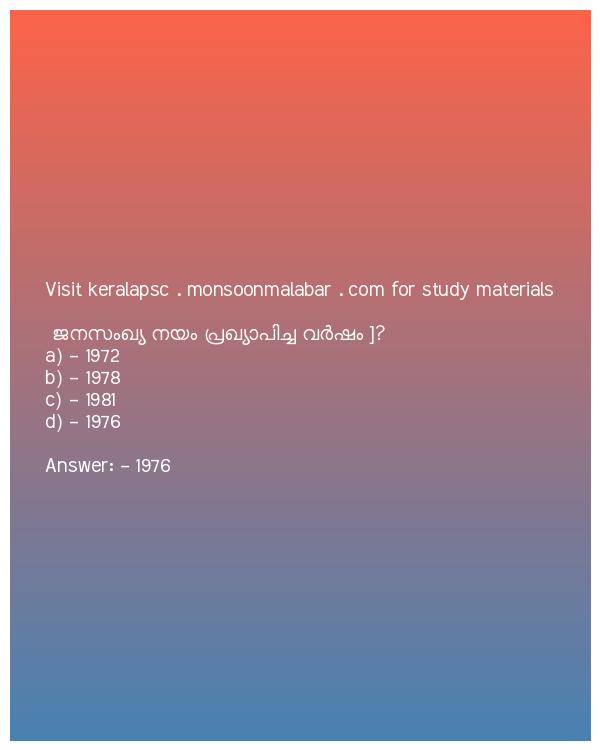 Visit keralapsc . monsoonmalabar . com for study materials
ജനസംഖ്യ നയം പ്രഖ്യാപിച്ച വർഷം ]?
a) - 1972
b) - 1978
c) - 1981
d) - 1976
Answer: - 1976